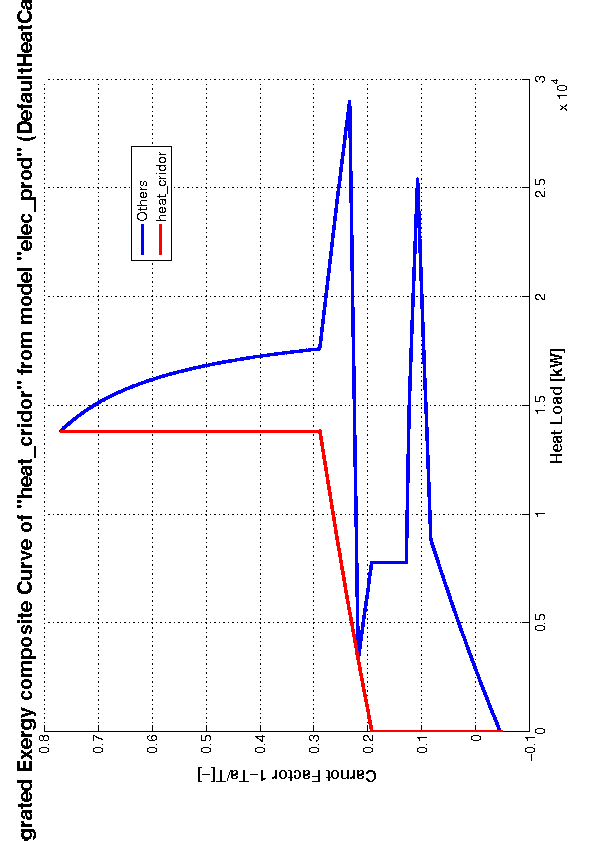 grated Exergy composite Curve of "heat_cridor" from model "elec_prod" (DefaultHeatCa
Others
heat_cridor
Carnot Factor 1−Ta/T[−]
0.8
0.7
0.6
0.5
0.4
0.3
0.2
0.1
0
−0.1
0
0.5
1
1.5
2
2.5
3
x 10⁴
Heat Load [kW]